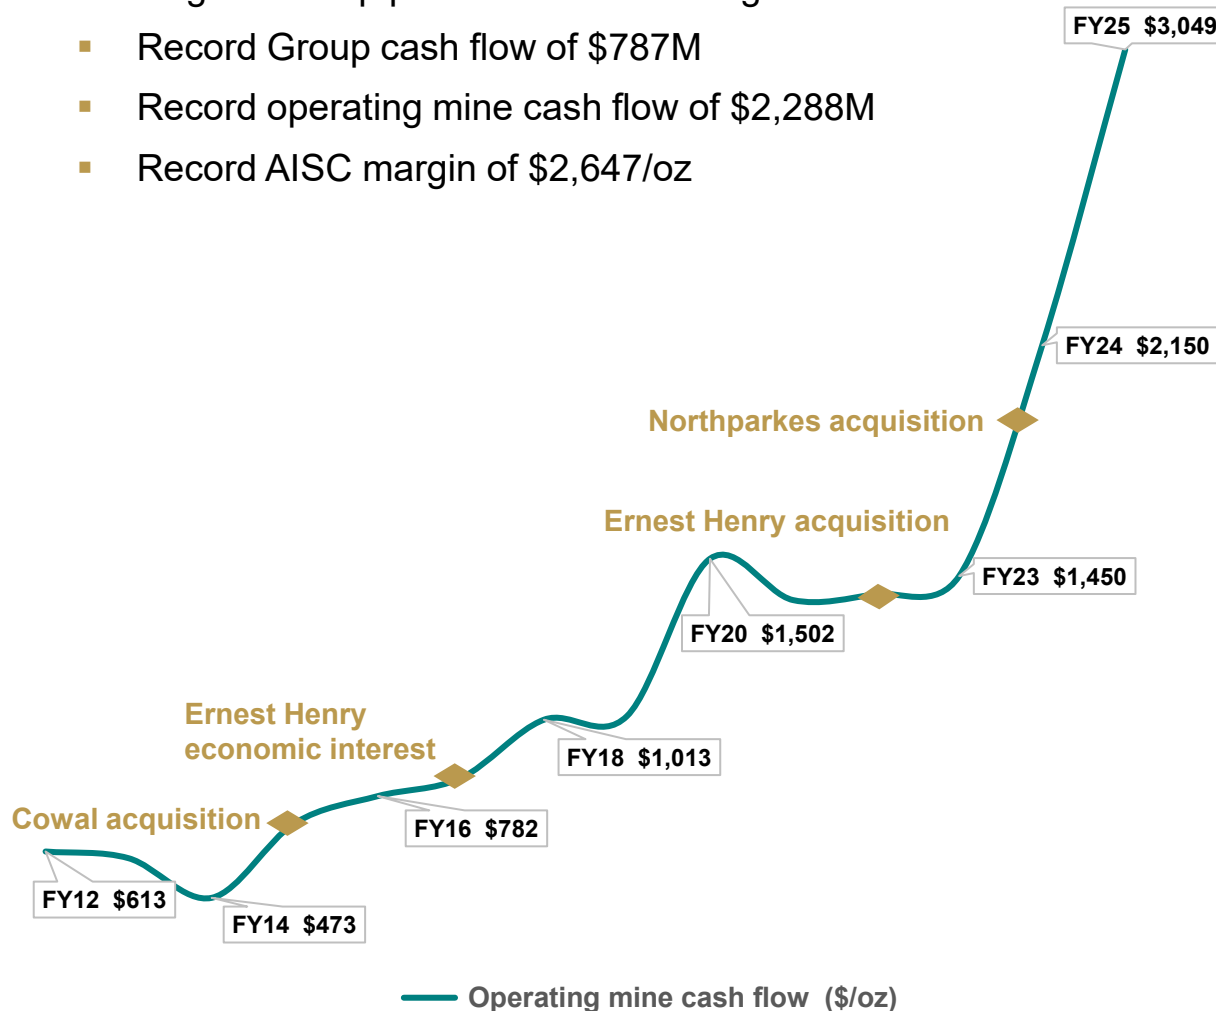 ▪ Record Group cash flow of $787M
▪ Record operating mine cash flow of $2,288M
▪ Record AISC margin of $2,647/oz
FY25 $3,049
FY24 $2,150
Northparkes acquisition
Ernest Henry acquisition
FY23 $1,450
FY20 $1,502
Ernest Henry
economic interest
FY18 $1,013
Cowal acquisition
FY16 $782
FY12 $613
FY14 $473
Operating mine cash flow ($/oz)